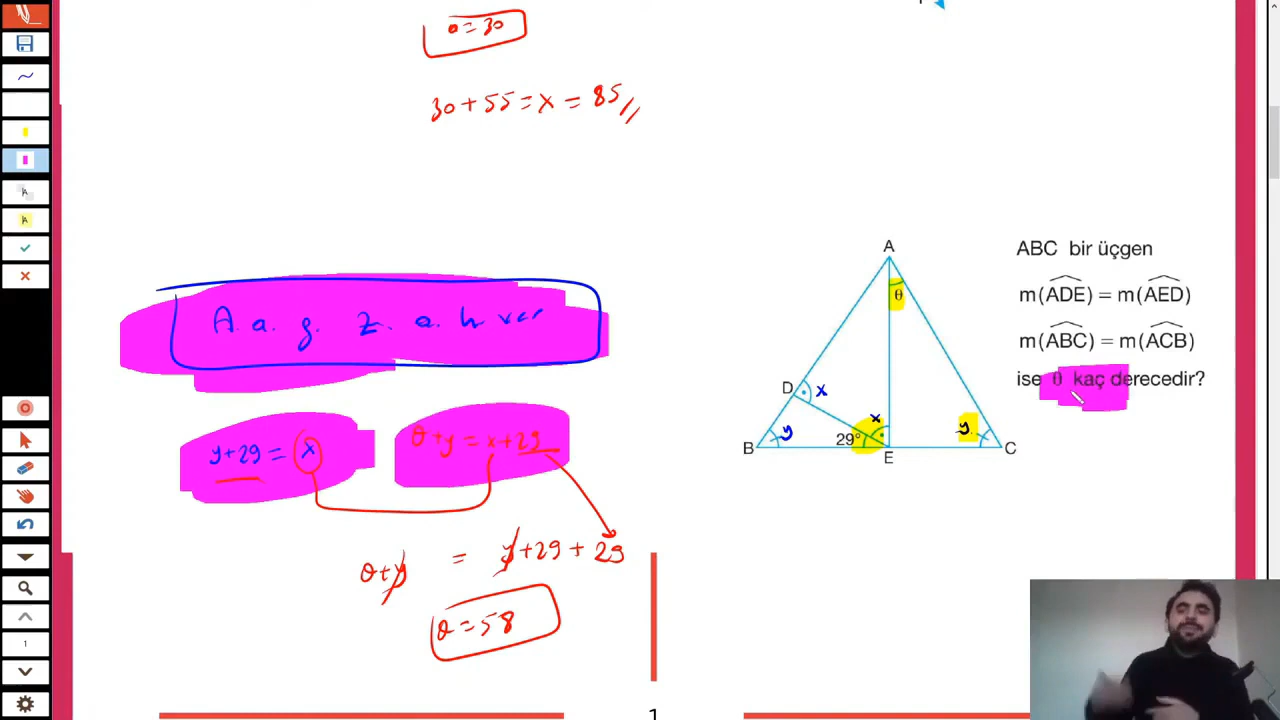 θ = 30
30 + 55 = x = 85//
A. a. g. z. a. h var
y+29 = x
θ+y = x+29
θ+y = y+29 + 29
θ = 58
A
θ
D
x
x
y
29°
y
B
E
C
ABC bir üçgen
m(ADE) = m(AED)
m(ABC) = m(ACB)
ise θ kaç derecedir?
1
1